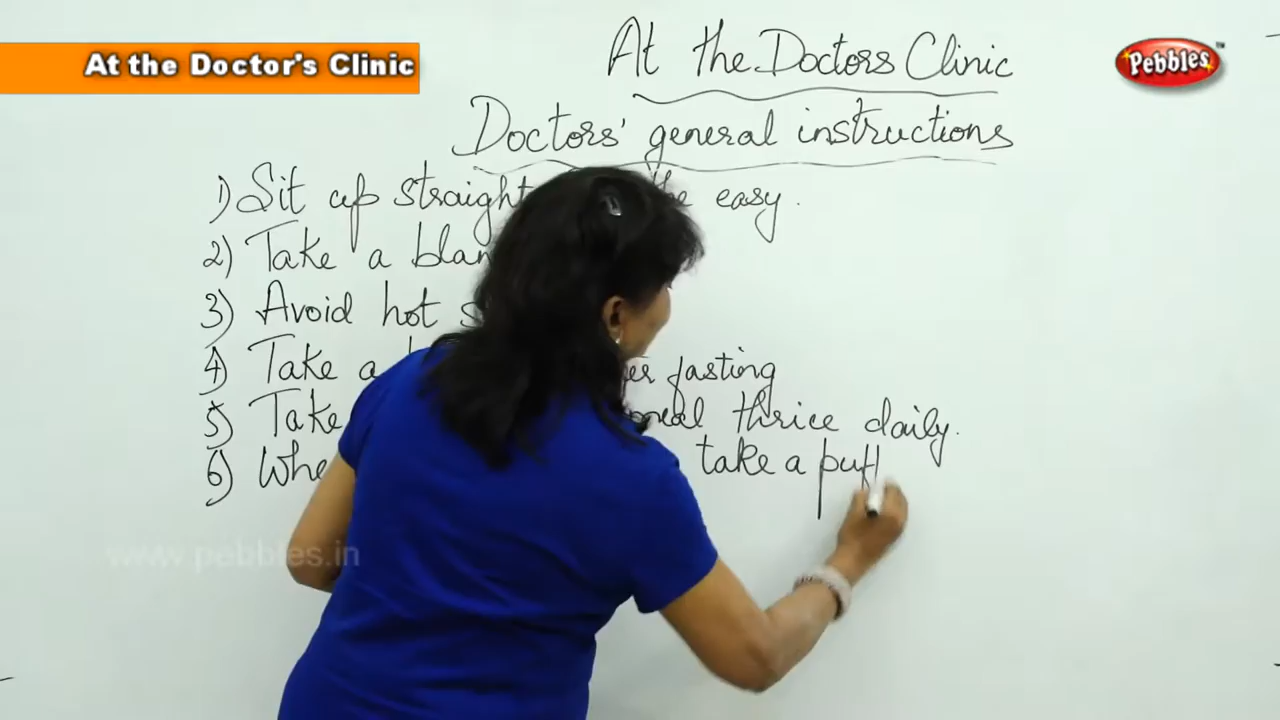 At the Doctor's Clinic
At the Doctors Clinic
Pebbles™
Doctors' general instructions
1) Sit up straight easy.
2) Take a
3) Avoid hot
4) Take a fasting
5) Take thrice daily.
6) take a puff
www.pebbles.in